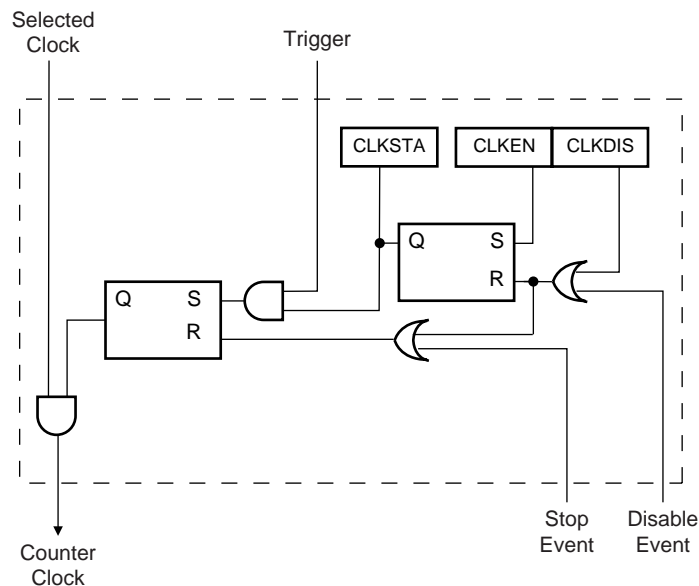 Selected
Clock
Trigger
CLKSTA
CLKEN
CLKDIS
Q
S
R
Q
S
R
Stop
Event
Disable
Event
Counter
Clock